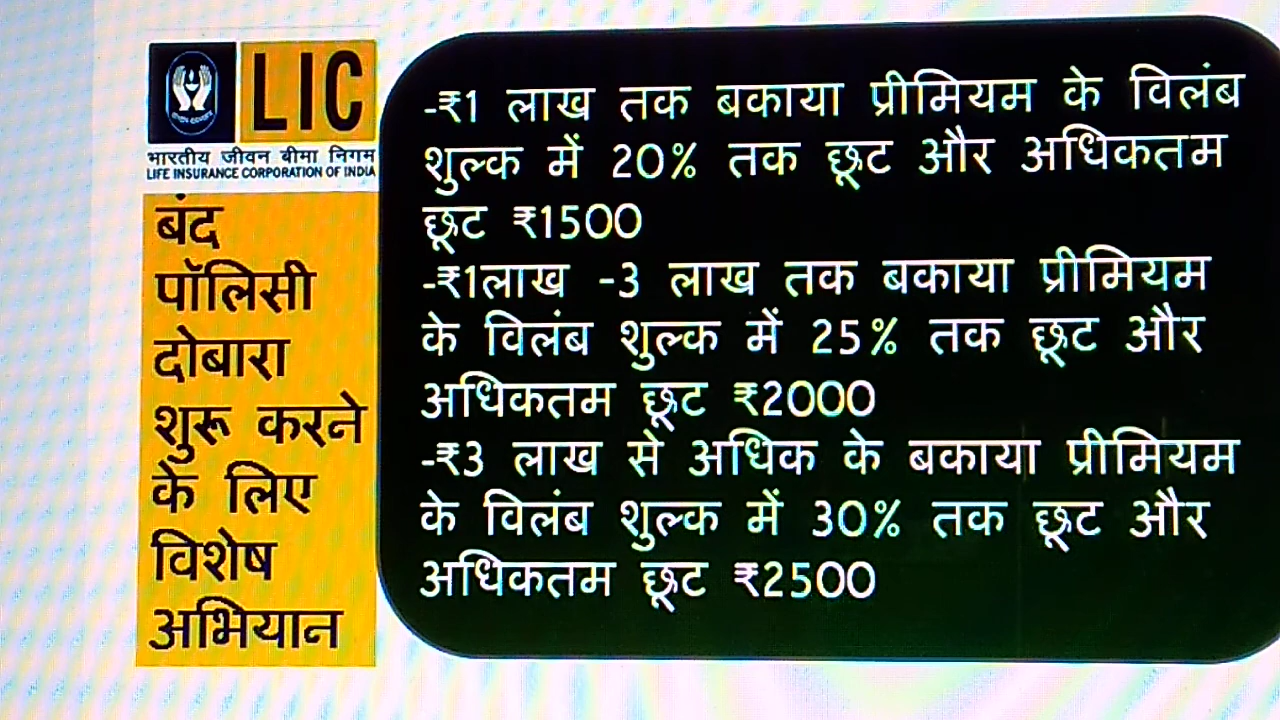 LIC
भारतीय जीवन बीमा निगम
LIFE INSURANCE CORPORATION OF INDIA
बंद
पॉलिसी
दोबारा
शुरू करने
के लिए
विशेष
अभियान
-₹1 लाख तक बकाया प्रीमियम के विलंब
शुल्क में 20% तक छूट और अधिकतम
छूट ₹1500
-₹1लाख -3 लाख तक बकाया प्रीमियम
के विलंब शुल्क में 25% तक छूट और
अधिकतम छूट ₹2000
-₹3 लाख से अधिक के बकाया प्रीमियम
के विलंब शुल्क में 30% तक छूट और
अधिकतम छूट ₹2500